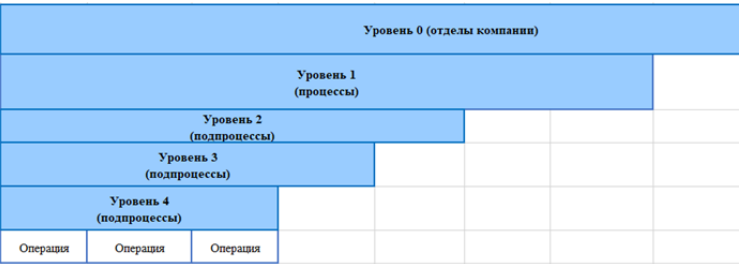 Уровень 0 (отделы компании)
Уровень 1
(процессы)
Уровень 2
(подпроцессы)
Уровень 3
(подпроцессы)
Уровень 4
(подпроцессы)
Операция Операция Операция